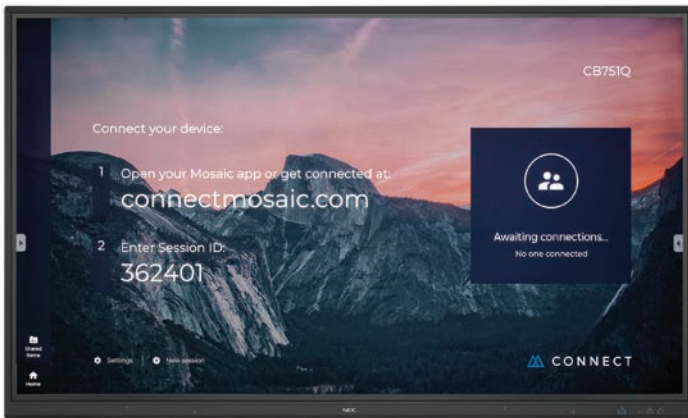 CB751Q
Connect your device:
1 Open your Mosaic app or get connected at:
connectmosaic.com
2 Enter Session ID:
362401
Awaiting connections...
No one connected
Shared
Items
Home
Settings | New session
CONNECT
NEC